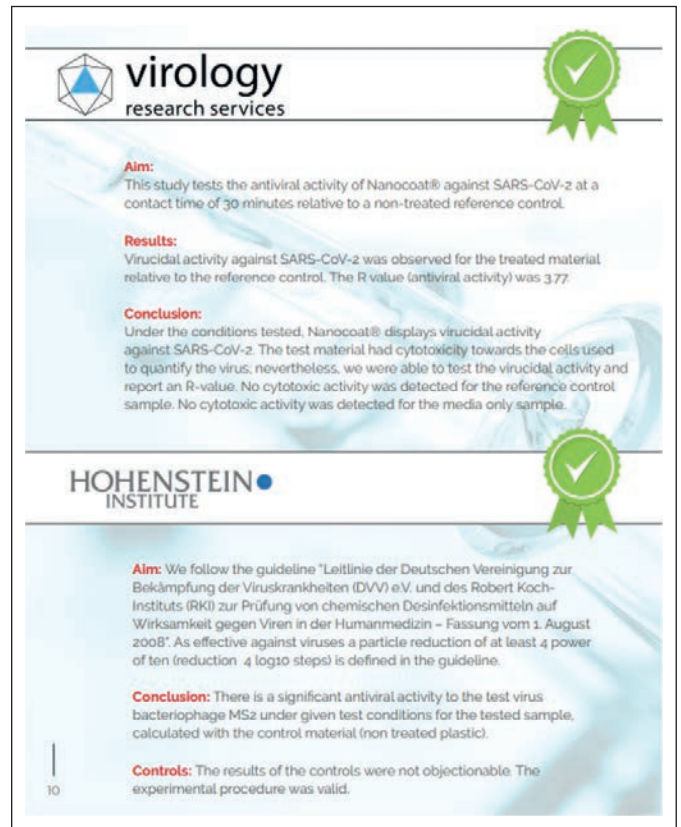 virology
research services
Aim:
This study tests the antiviral activity of Nanocoat® against SARS-CoV-2 at a
contact time of 30 minutes relative to a non-treated reference control.
Results:
Virucidal activity against SARS-CoV-2 was observed for the treated material
relative to the reference control. The R value (antiviral activity) was 3.77.
Conclusion:
Under the conditions tested, Nanocoat® displays virucidal activity
against SARS-CoV-2. The test material had cytotoxicity towards the cells used
to quantify the virus, nevertheless, we were able to test the virucidal activity and
report an R-value. No cytotoxic activity was detected for the reference control
sample. No cytotoxic activity was detected for the media only sample.
HOHENSTEIN
INSTITUTE
Aim: We follow the guideline "Leitlinie der Deutschen Vereinigung zur
Bekämpfung der Viruskrankheiten (DVV) e.V. und des Robert Koch-
Instituts (RKI) zur Prüfung von chemischen Desinfektionsmitteln auf
Wirksamkeit gegen Viren in der Humanmedizin – Fassung vom 1. August
2008". As effective against viruses a particle reduction of at least 4 power
of ten (reduction 4 log10 steps) is defined in the guideline.
Conclusion: There is a significant antiviral activity to the test virus
bacteriophage MS2 under given test conditions for the tested sample,
calculated with the control material (non treated plastic).
Controls: The results of the controls were not objectionable. The
experimental procedure was valid.
10